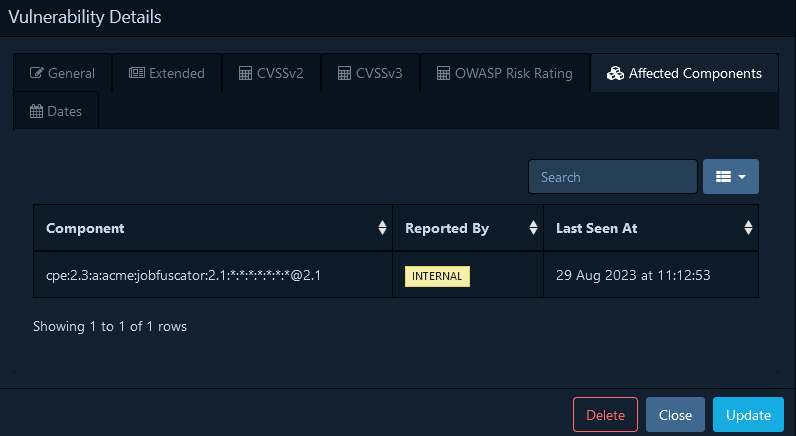 Vulnerability Details
General Extended CVSSv2 CVSSv3 OWASP Risk Rating Affected Components
Dates
Search
Component Reported By Last Seen At
cpe:2.3:a:acme:jobfuscator:2.1:*:*:*:*:*:*:*@2.1 INTERNAL 29 Aug 2023 at 11:12:53
Showing 1 to 1 of 1 rows
Delete Close Update